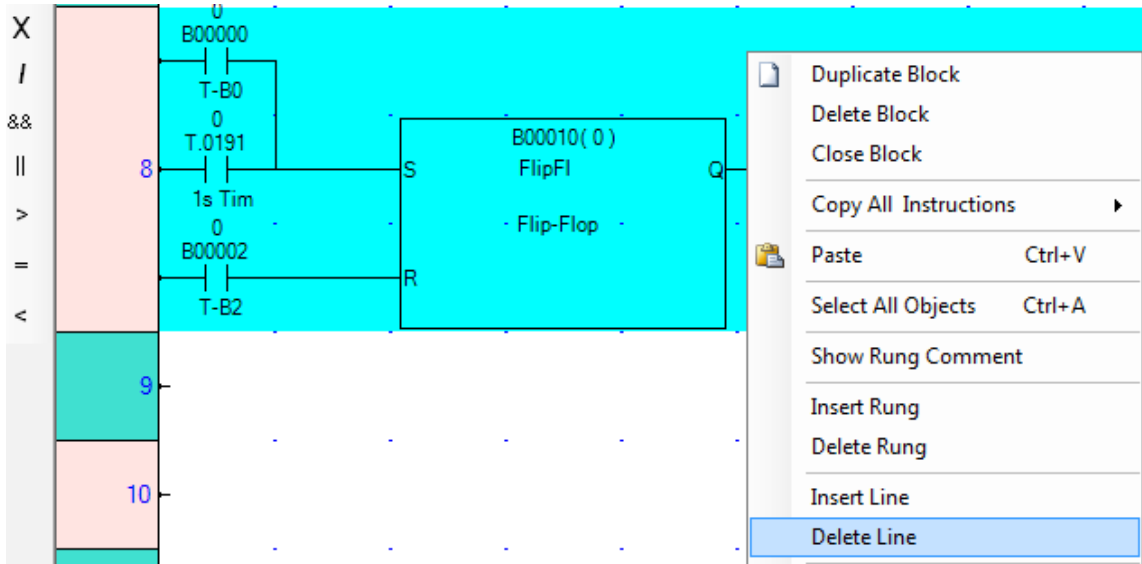 X
/
&&
||
>
=
<
0
B00000
T-B0
0
T.0191
8
1s Tim
0
B00002
T-B2
B00010( 0 )
S FlipFl Q
Flip-Flop
R
9
10
Duplicate Block
Delete Block
Close Block
Copy All Instructions
Paste Ctrl+V
Select All Objects Ctrl+A
Show Rung Comment
Insert Rung
Delete Rung
Insert Line
Delete Line